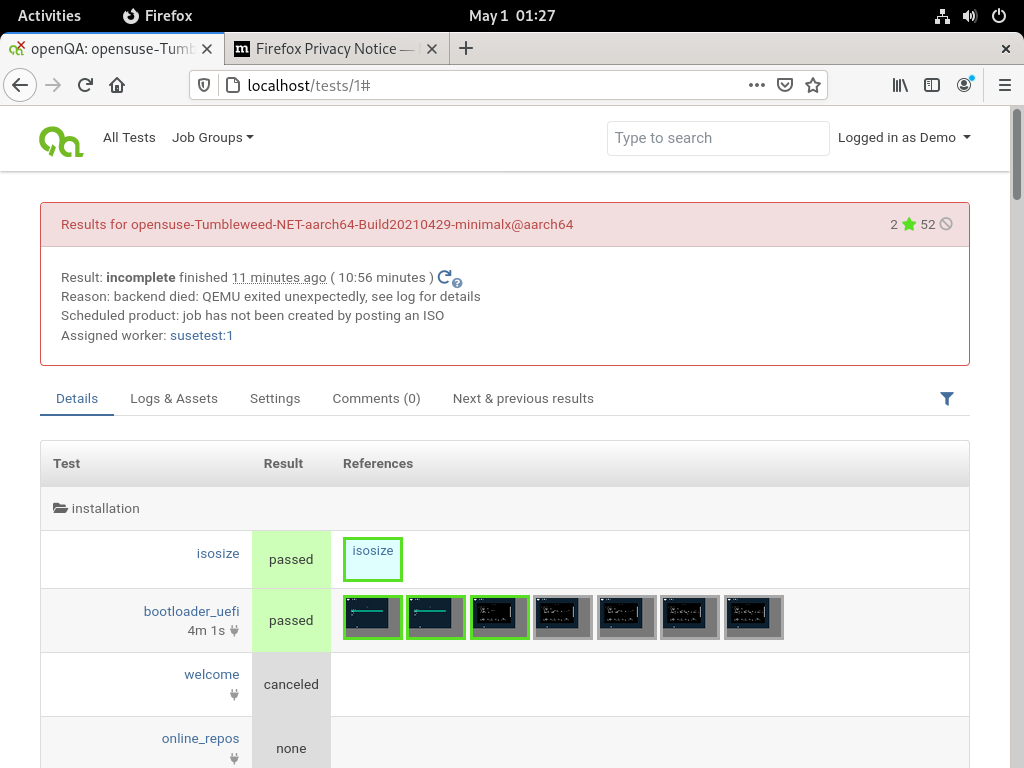 Activities Firefox May 1 01:27
openQA: opensuse-Tumb Firefox Privacy Notice —
localhost/tests/1#
All Tests Job Groups Type to search Logged in as Demo
Results for opensuse-Tumbleweed-NET-aarch64-Build20210429-minimalx@aarch64 2 52
Result: incomplete finished 11 minutes ago ( 10:56 minutes )
Reason: backend died: QEMU exited unexpectedly, see log for details
Scheduled product: job has not been created by posting an ISO
Assigned worker: susetest:1
Details Logs & Assets Settings Comments (0) Next & previous results
Test Result References
installation
isosize passed isosize
bootloader_uefi
4m 1s passed
welcome
canceled
online_repos
none